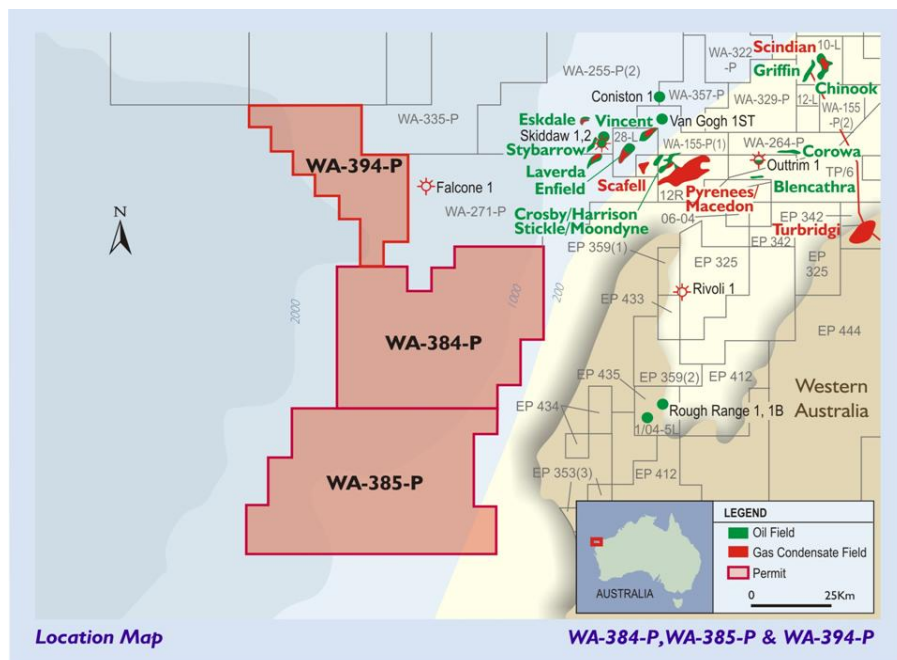 Scindian
10-L
WA-322
-P
Griffin
WA-255-P(2)
Chinook
Coniston 1
WA-357-P
WA-329-P
12-L
WA-155
-P(2)
WA-335-P
Eskdale
Vincent
Van Gogh 1ST
Skiddaw 1,2
28-L
Stybarrow
WA-155-P(1)
WA-264-P
Corowa
WA-394-P
Outtrim 1
TP/6
Laverda
Enfield
Falcone 1
Scafell
Blencathra
12R
Pyrenees/
Macedon
WA-271-P
06-04
EP 342
Crosby/Harrison
Stickle/Moondyne
Turbridgi
N
EP 359(1)
EP 342
EP 325
EP
325
Rivoli 1
2000
1000
200
EP 433
EP 444
WA-384-P
EP 435
EP 359(2)
EP 412
Western
Australia
EP 434
Rough Range 1, 1B
1/04-5L
EP 353(3)
EP 412
WA-385-P
LEGEND
Oil Field
Gas Condensate Field
Permit
AUSTRALIA
0 25Km
Location Map
WA-384-P,WA-385-P & WA-394-P